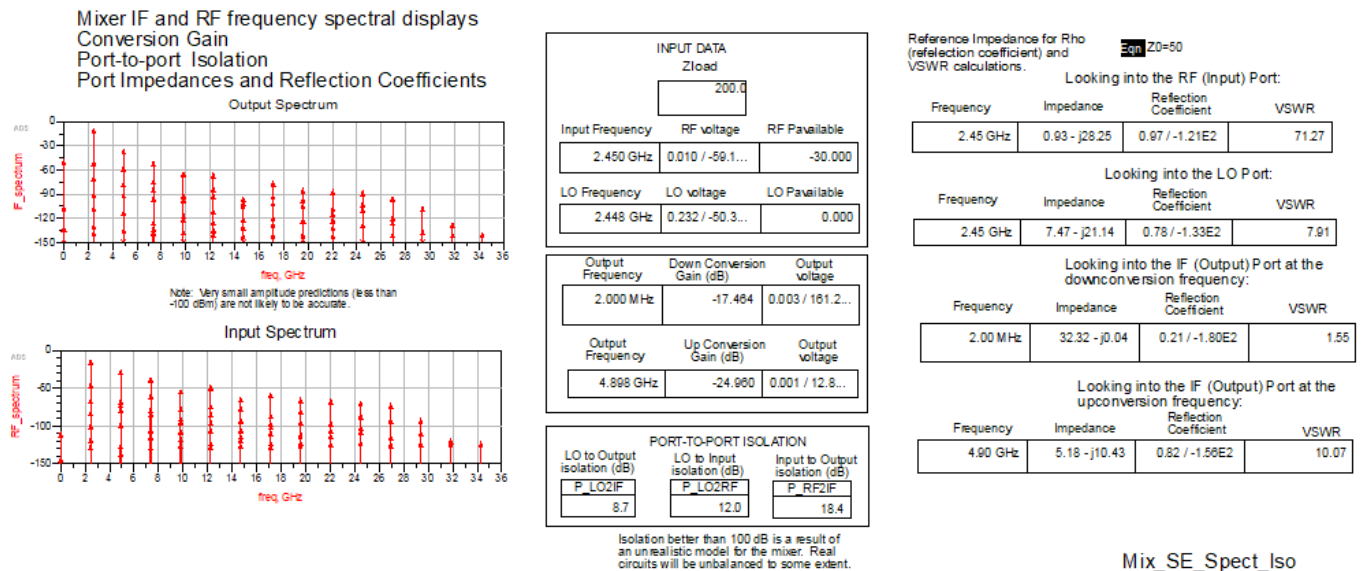 Mixer IF and RF frequency spectral displays
Conversion Gain
Port-to-port Isolation
Port Impedances and Reflection Coefficients
Output Spectrum
ADS
IF_spectrum
0
-30
-60
-90
-120
-150
0 2 4 6 8 10 12 14 16 18 20 22 24 26 28 30 32 34 36
freq, GHz
Note: Very small amplitude predictions (less than
-100 dBm) are not likely to be accurate.
Input Spectrum
ADS
RF_spectrum
0
-50
-100
-150
0 2 4 6 8 10 12 14 16 18 20 22 24 26 28 30 32 34 36
freq, GHz
INPUT DATA
Zload
200.0
Input Frequency RF voltage RF Pavailable
2.450 GHz 0.010 / -59.1... -30.000
LO Frequency LO voltage LO Pavailable
2.448 GHz 0.232 / -50.3... 0.000
Output Frequency Down Conversion Gain (dB) Output voltage
2.000 MHz -17.464 0.003 / 161.2...
Output Frequency Up Conversion Gain (dB) Output voltage
4.898 GHz -24.960 0.001 / 12.8...
PORT-TO-PORT ISOLATION
LO to Output isolation (dB) LO to Input isolation (dB) Input to Output isolation (dB)
P_LO2IF P_LO2RF P_RF2IF
8.7 12.0 18.4
Isolation better than 100 dB is a result of
an unrealistic model for the mixer. Real
circuits will be unbalanced to some extent.
Reference Impedance for Rho
(refelection coefficient) and
VSWR calculations.
Eqn Z0=50
Looking into the RF (Input) Port:
Frequency Impedance Reflection Coefficient VSWR
2.45 GHz 0.93 - j28.25 0.97 / -1.21E2 71.27
Looking into the LO Port:
Frequency Impedance Reflection Coefficient VSWR
2.45 GHz 7.47 - j21.14 0.78 / -1.33E2 7.91
Looking into the IF (Output) Port at the
downconversion frequency:
Frequency Impedance Reflection Coefficient VSWR
2.00 MHz 32.32 - j0.04 0.21 / -1.80E2 1.55
Looking into the IF (Output) Port at the
upconversion frequency:
Frequency Impedance Reflection Coefficient VSWR
4.90 GHz 5.18 - j10.43 0.82 / -1.56E2 10.07
Mix_SE_Spect_Iso